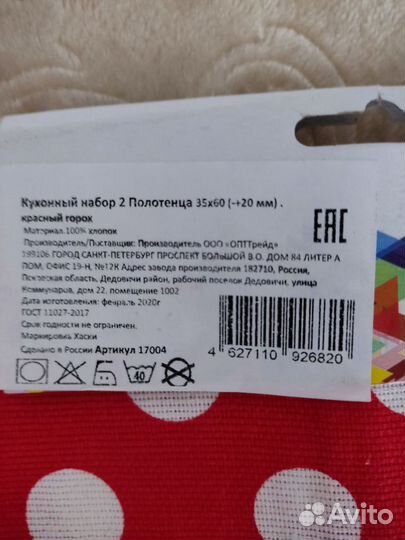 Кухонный набор 2 Полотенца 35х60 (-+20 мм) .
красный горох
Материал.100% хлопок
Производитель/Поставщик: Производитель ООО «ОПТТрейд»
199106 ГОРОД САНКТ-ПЕТЕРБУРГ ПРОСПЕКТ БОЛЬШОЙ В.О. ДОМ 84 ЛИТЕР А
ПОМ, ОФИС 19-Н, №12К Адрес завода производителя 182710, Россия,
Псковская область, Дедовичи район, рабочий поселок Дедовичи, улица
Коммунаров, дом 22, помещение 1002
Дата изготовления: февраль 2020г
ГОСТ 11027-2017
Срок годности не ограничен.
Маркировка Хаски
Сделано в России Артикул 17004
EAC
4 627110 926820
40
Avito